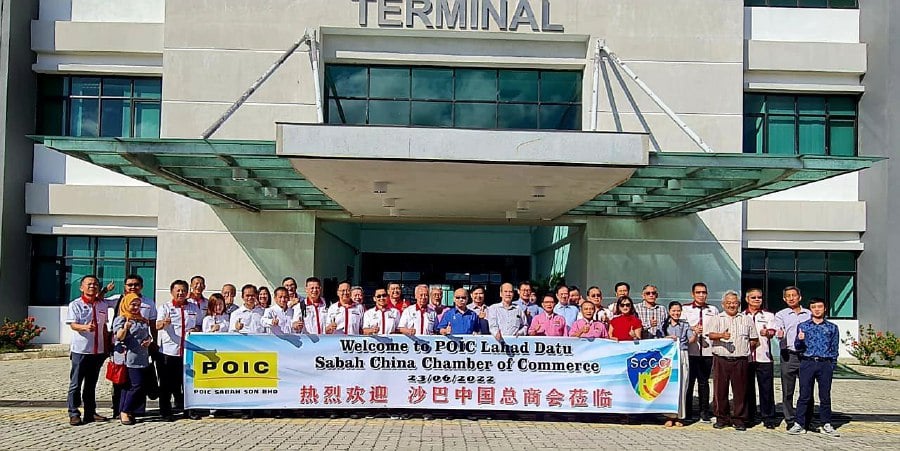 TERMINAL
Welcome to POIC Lahad Datu
Sabah China Chamber of Commerce
23/06/2022
热烈欢迎 沙巴中国总商会莅临
POIC
POIC SABAH SDN BHD
SCCC